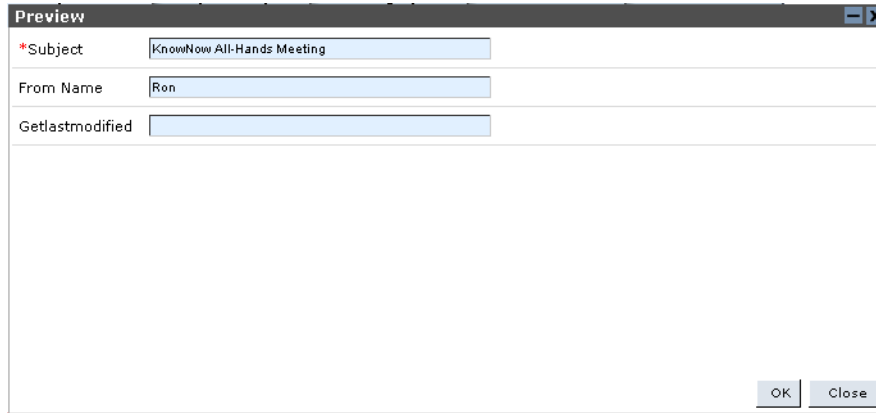 Preview
*Subject KnowNow All-Hands Meeting
From Name Ron
Getlastmodified
OK Close